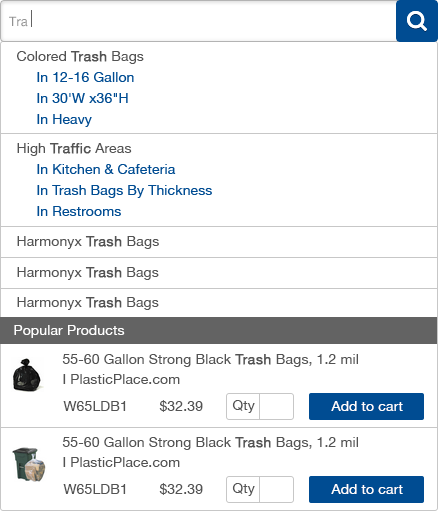 Tra
Colored Trash Bags
In 12-16 Gallon
In 30'W x36"H
In Heavy
High Traffic Areas
In Kitchen & Cafeteria
In Trash Bags By Thickness
In Restrooms
Harmonyx Trash Bags
Harmonyx Trash Bags
Harmonyx Trash Bags
Popular Products
55-60 Gallon Strong Black Trash Bags, 1.2 mil
I PlasticPlace.com
W65LDB1 $32.39 Qty Add to cart
55-60 Gallon Strong Black Trash Bags, 1.2 mil
I PlasticPlace.com
W65LDB1 $32.39 Qty Add to cart